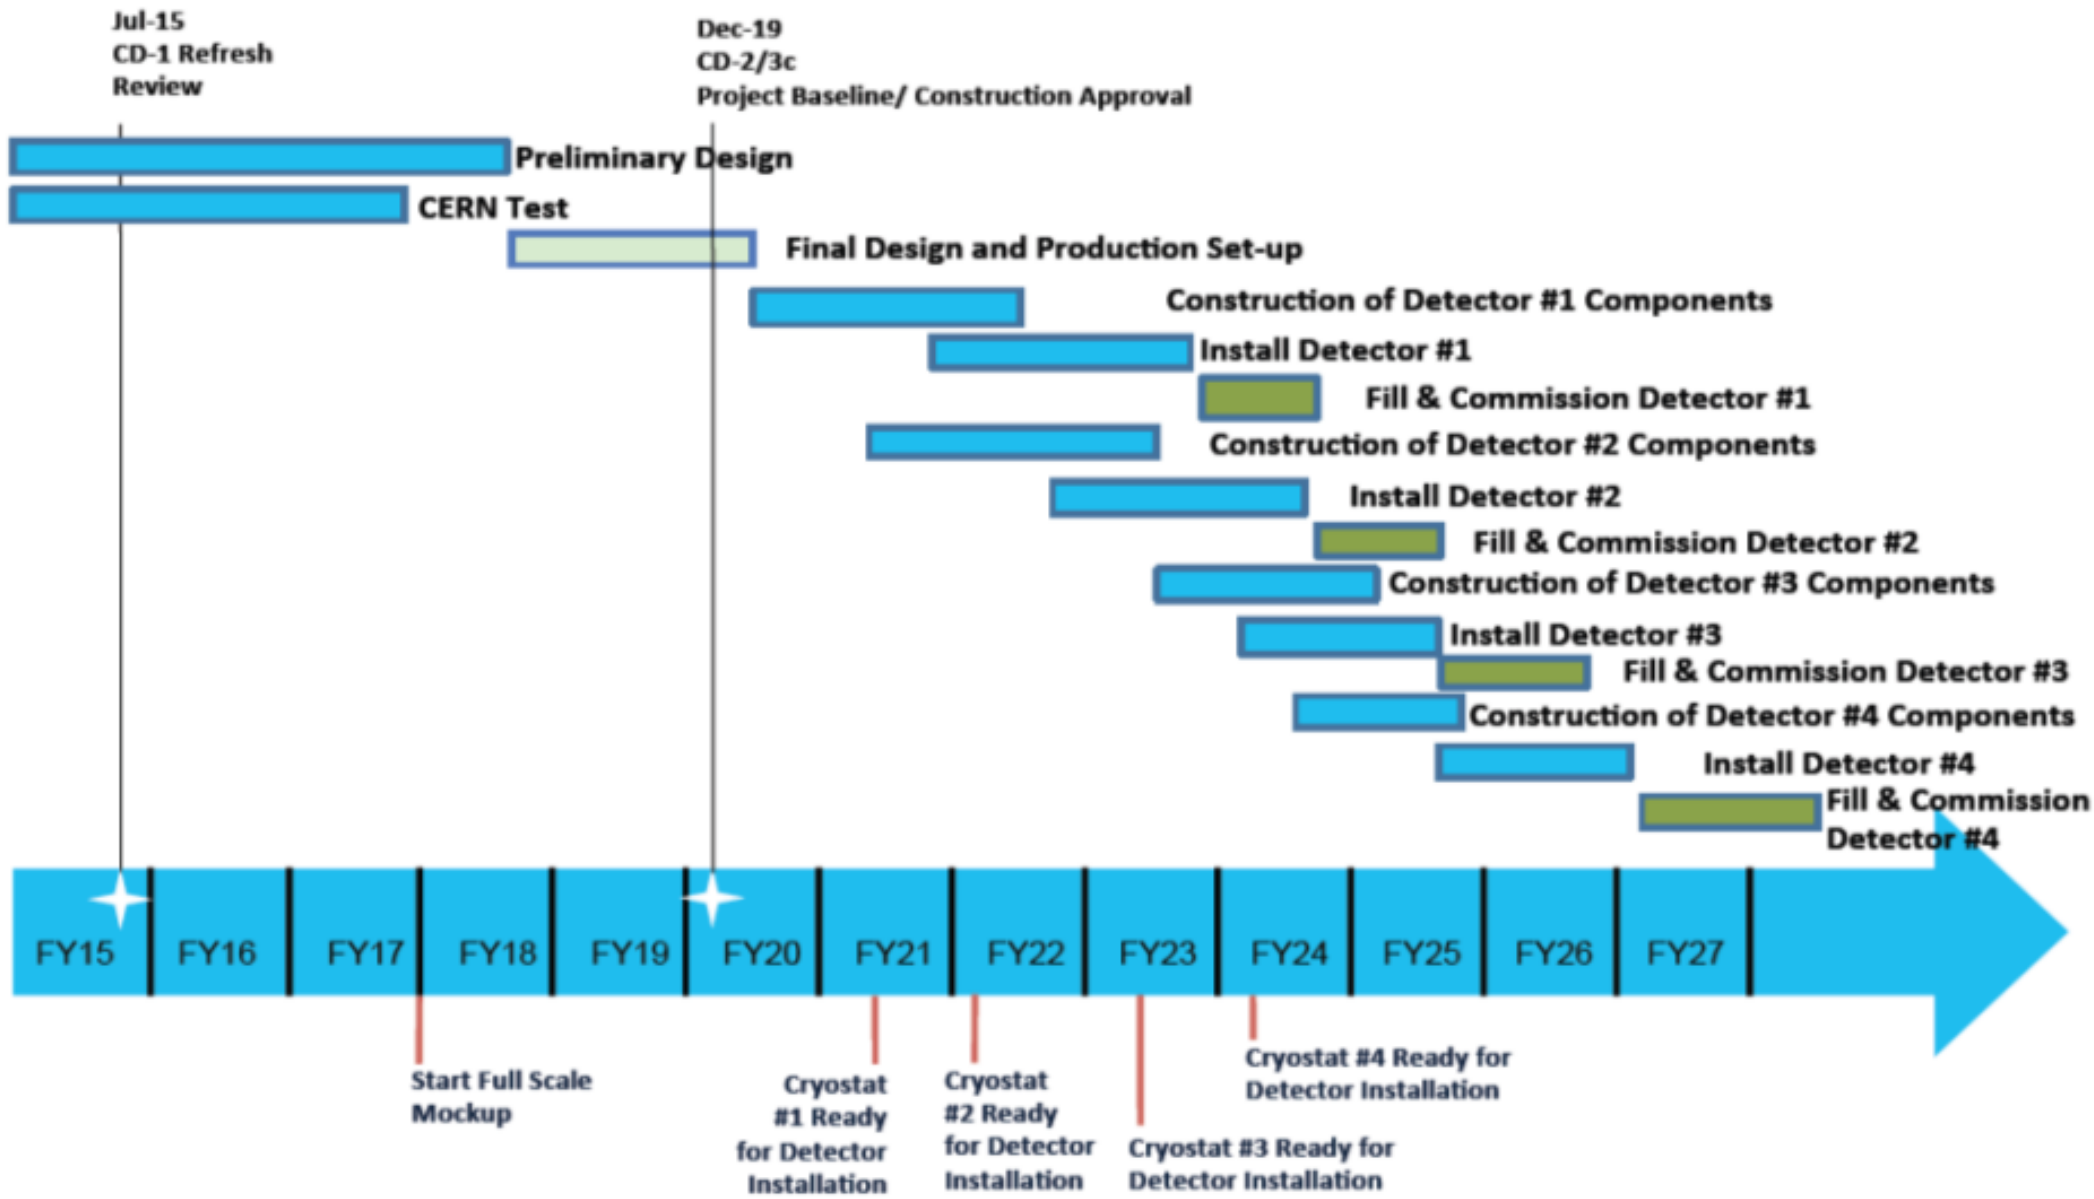 Jul-15
CD-1 Refresh
Review
Dec-19
CD-2/3c
Project Baseline/ Construction Approval
Preliminary Design
CERN Test
Final Design and Production Set-up
Construction of Detector #1 Components
Install Detector #1
Fill & Commission Detector #1
Construction of Detector #2 Components
Install Detector #2
Fill & Commission Detector #2
Construction of Detector #3 Components
Install Detector #3
Fill & Commission Detector #3
Construction of Detector #4 Components
Install Detector #4
Fill & Commission
Detector #4
FY15 FY16 FY17 FY18 FY19 FY20 FY21 FY22 FY23 FY24 FY25 FY26 FY27
Start Full Scale
Mockup
Cryostat
#1 Ready
for Detector
Installation
Cryostat
#2 Ready
for Detector
Installation
Cryostat #3 Ready for
Detector Installation
Cryostat #4 Ready for
Detector Installation